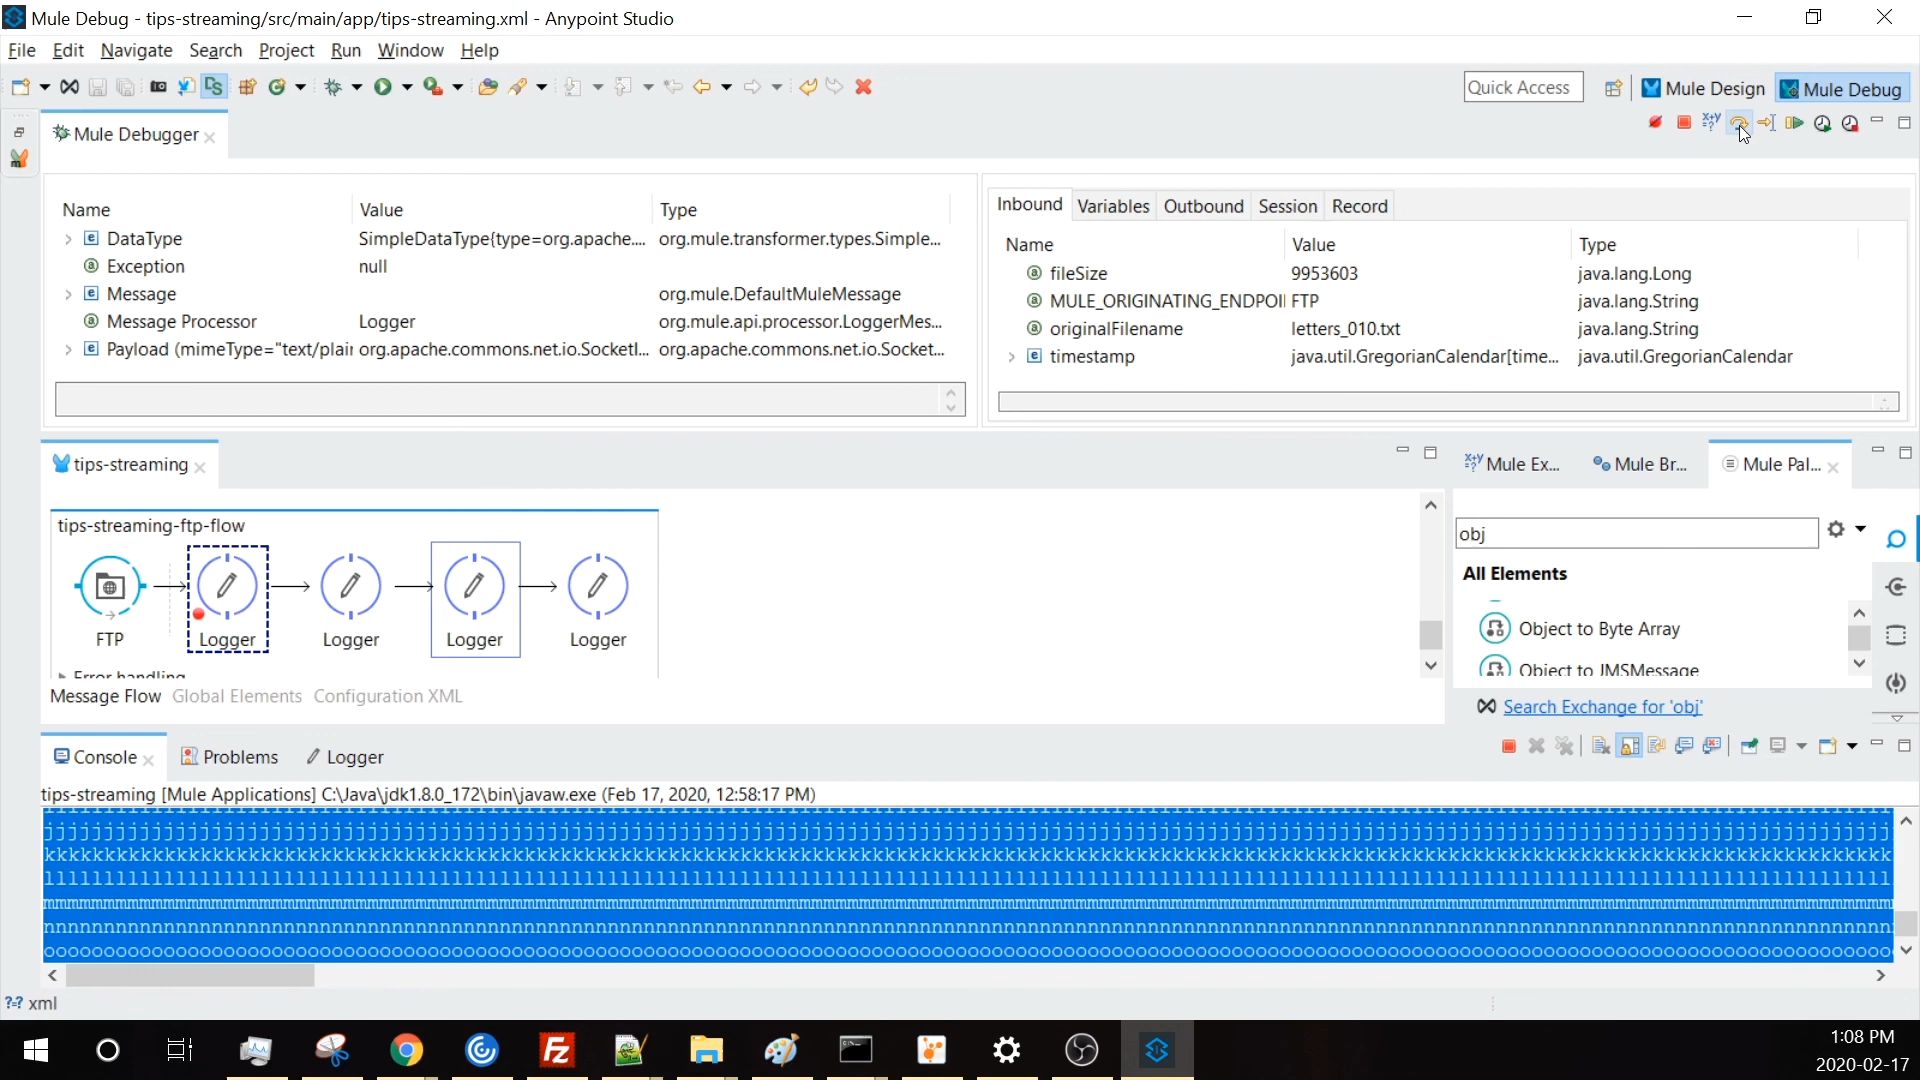 Mule Debug - tips-streaming/src/main/app/tips-streaming.xml - Anypoint Studio
File Edit Navigate Search Project Run Window Help
Quick Access
Mule Design
Mule Debug
Mule Debugger
Name Value Type
DataType SimpleDataType{type=org.apache.... org.mule.transformer.types.Simple...
Exception null
Message org.mule.DefaultMuleMessage
Message Processor Logger org.mule.api.processor.LoggerMes...
Payload (mimeType="text/plair org.apache.commons.net.io.SocketI... org.apache.commons.net.io.Socket...
Inbound Variables Outbound Session Record
Name Value Type
fileSize 9953603 java.lang.Long
MULE_ORIGINATING_ENDPOII FTP java.lang.String
originalFilename letters_010.txt java.lang.String
timestamp java.util.GregorianCalendar[time... java.util.GregorianCalendar
tips-streaming
tips-streaming-ftp-flow
FTP Logger Logger Logger Logger
Error handling
Message Flow Global Elements Configuration XML
Mule Ex... Mule Br... Mule Pal...
obj
All Elements
Object to Byte Array
Object to JMSMessage
Search Exchange for 'obj'
Console Problems Logger
tips-streaming [Mule Applications] C:\Java\jdk1.8.0_172\bin\javaw.exe (Feb 17, 2020, 12:58:17 PM)
xml
1:08 PM
2020-02-17